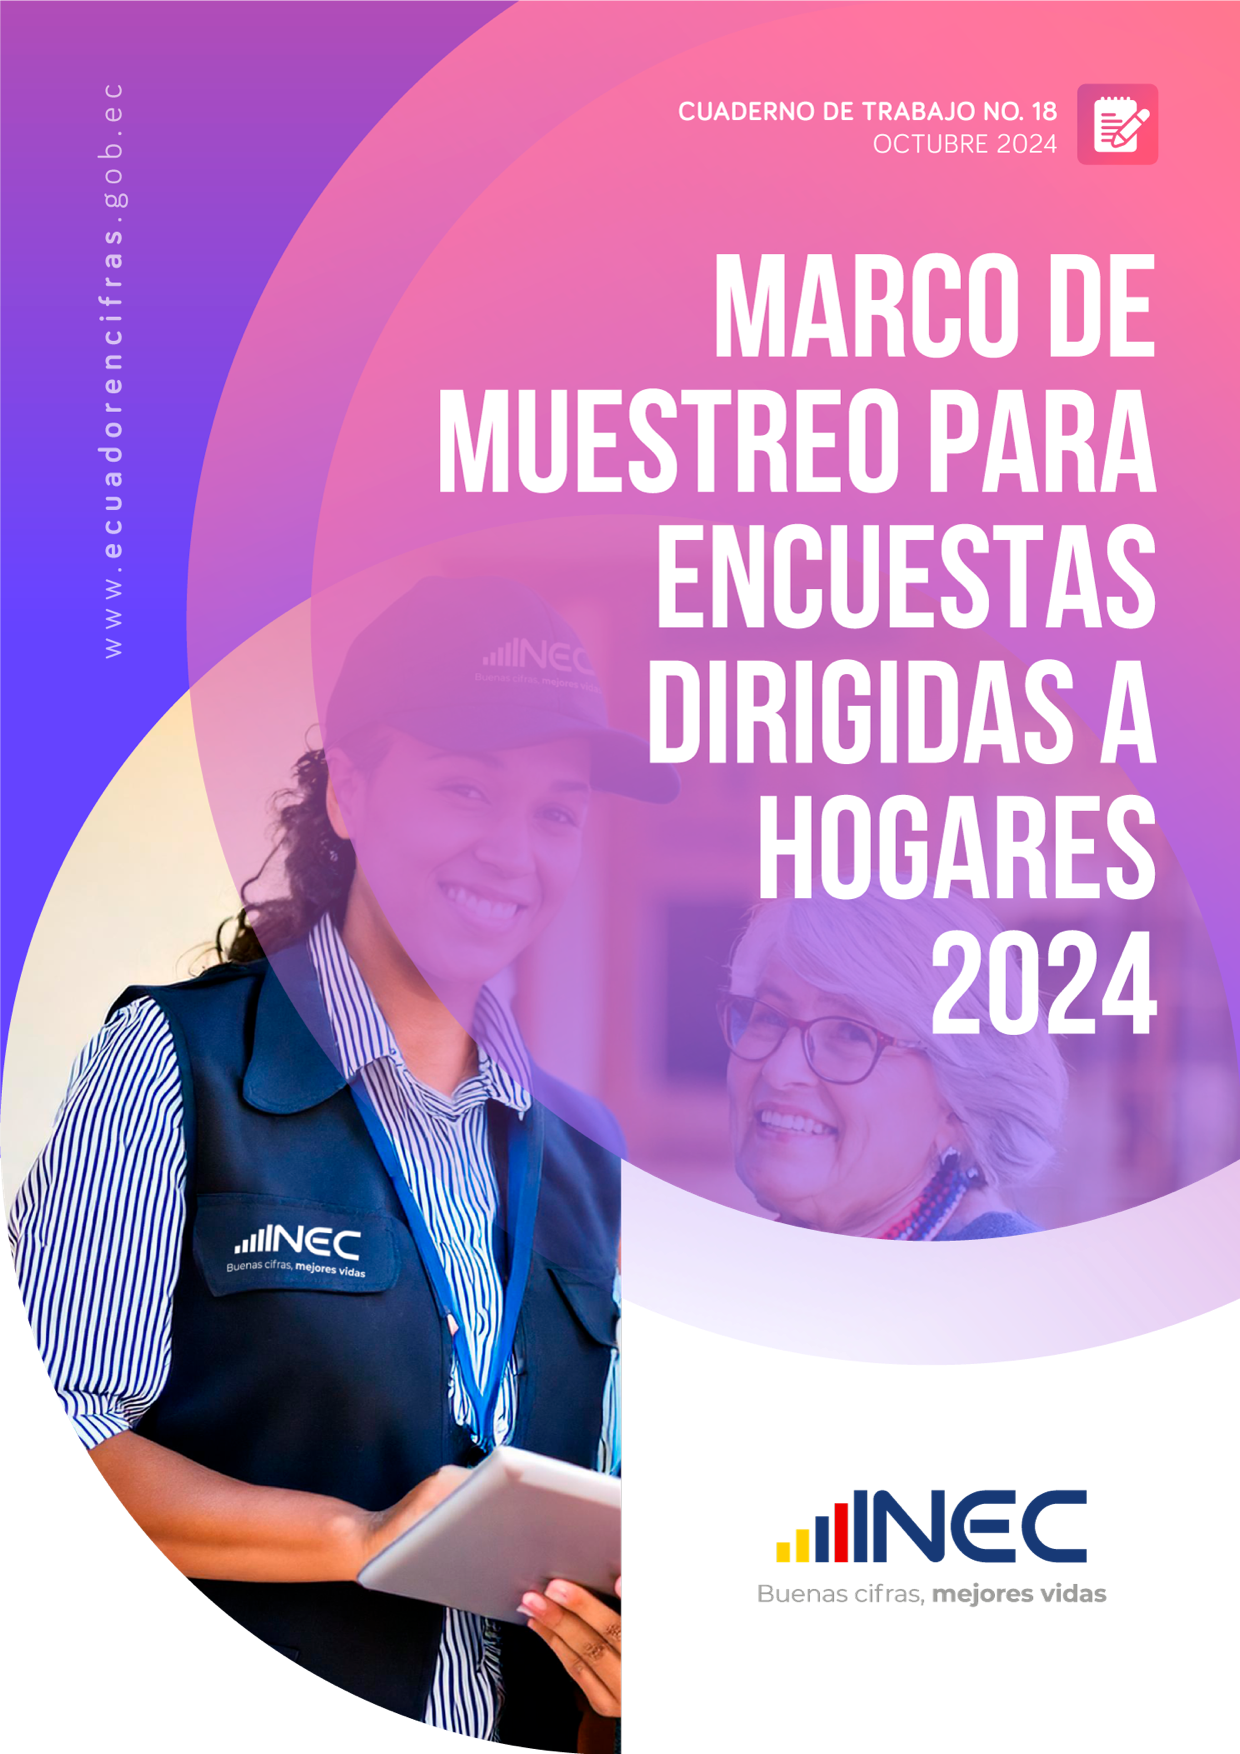 CUADERNO DE TRABAJO NO. 18
OCTUBRE 2024
www.ecuadorencifras.gob.ec
MARCO DE
MUESTREO PARA
ENCUESTAS
DIRIGIDAS A
HOGARES
2024
INEC
Buenas cifras, mejores vidas
INEC
Buenas cifras, mejores vidas
INEC
Buenas cifras, mejores vidas